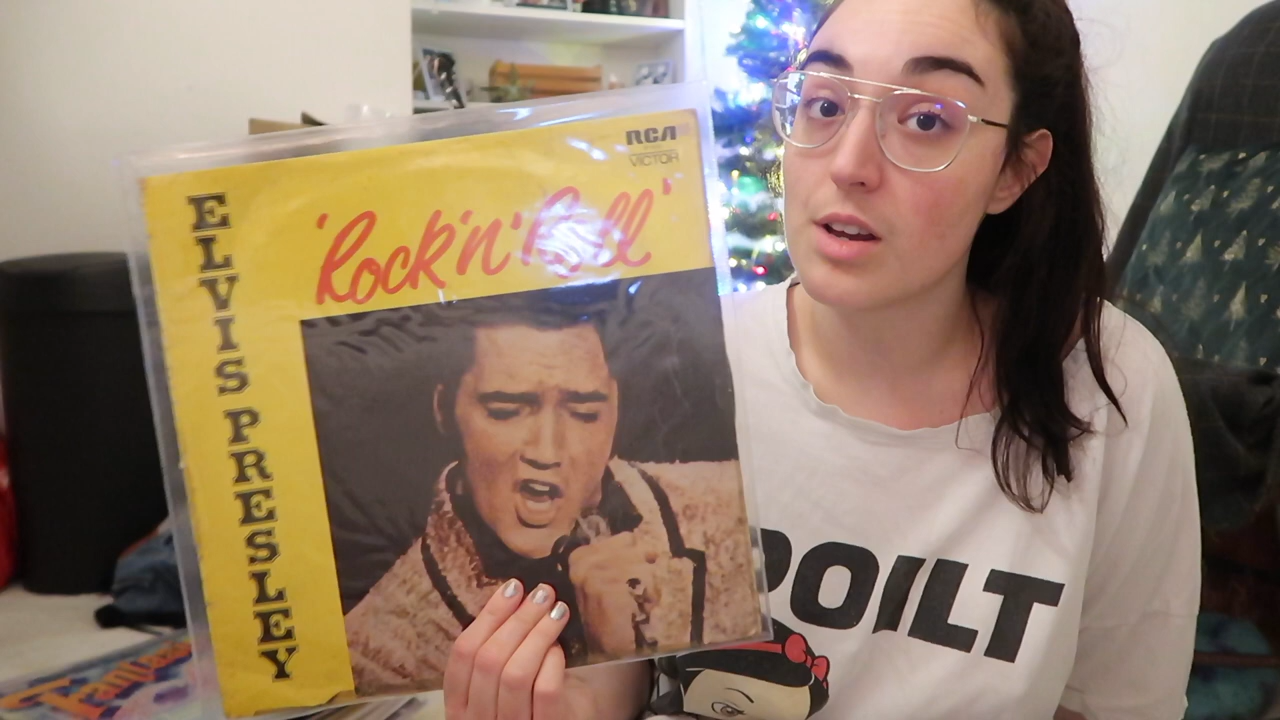 RCA
VICTOR
ELVIS PRESLEY
'Rock'n'Roll'
POILT